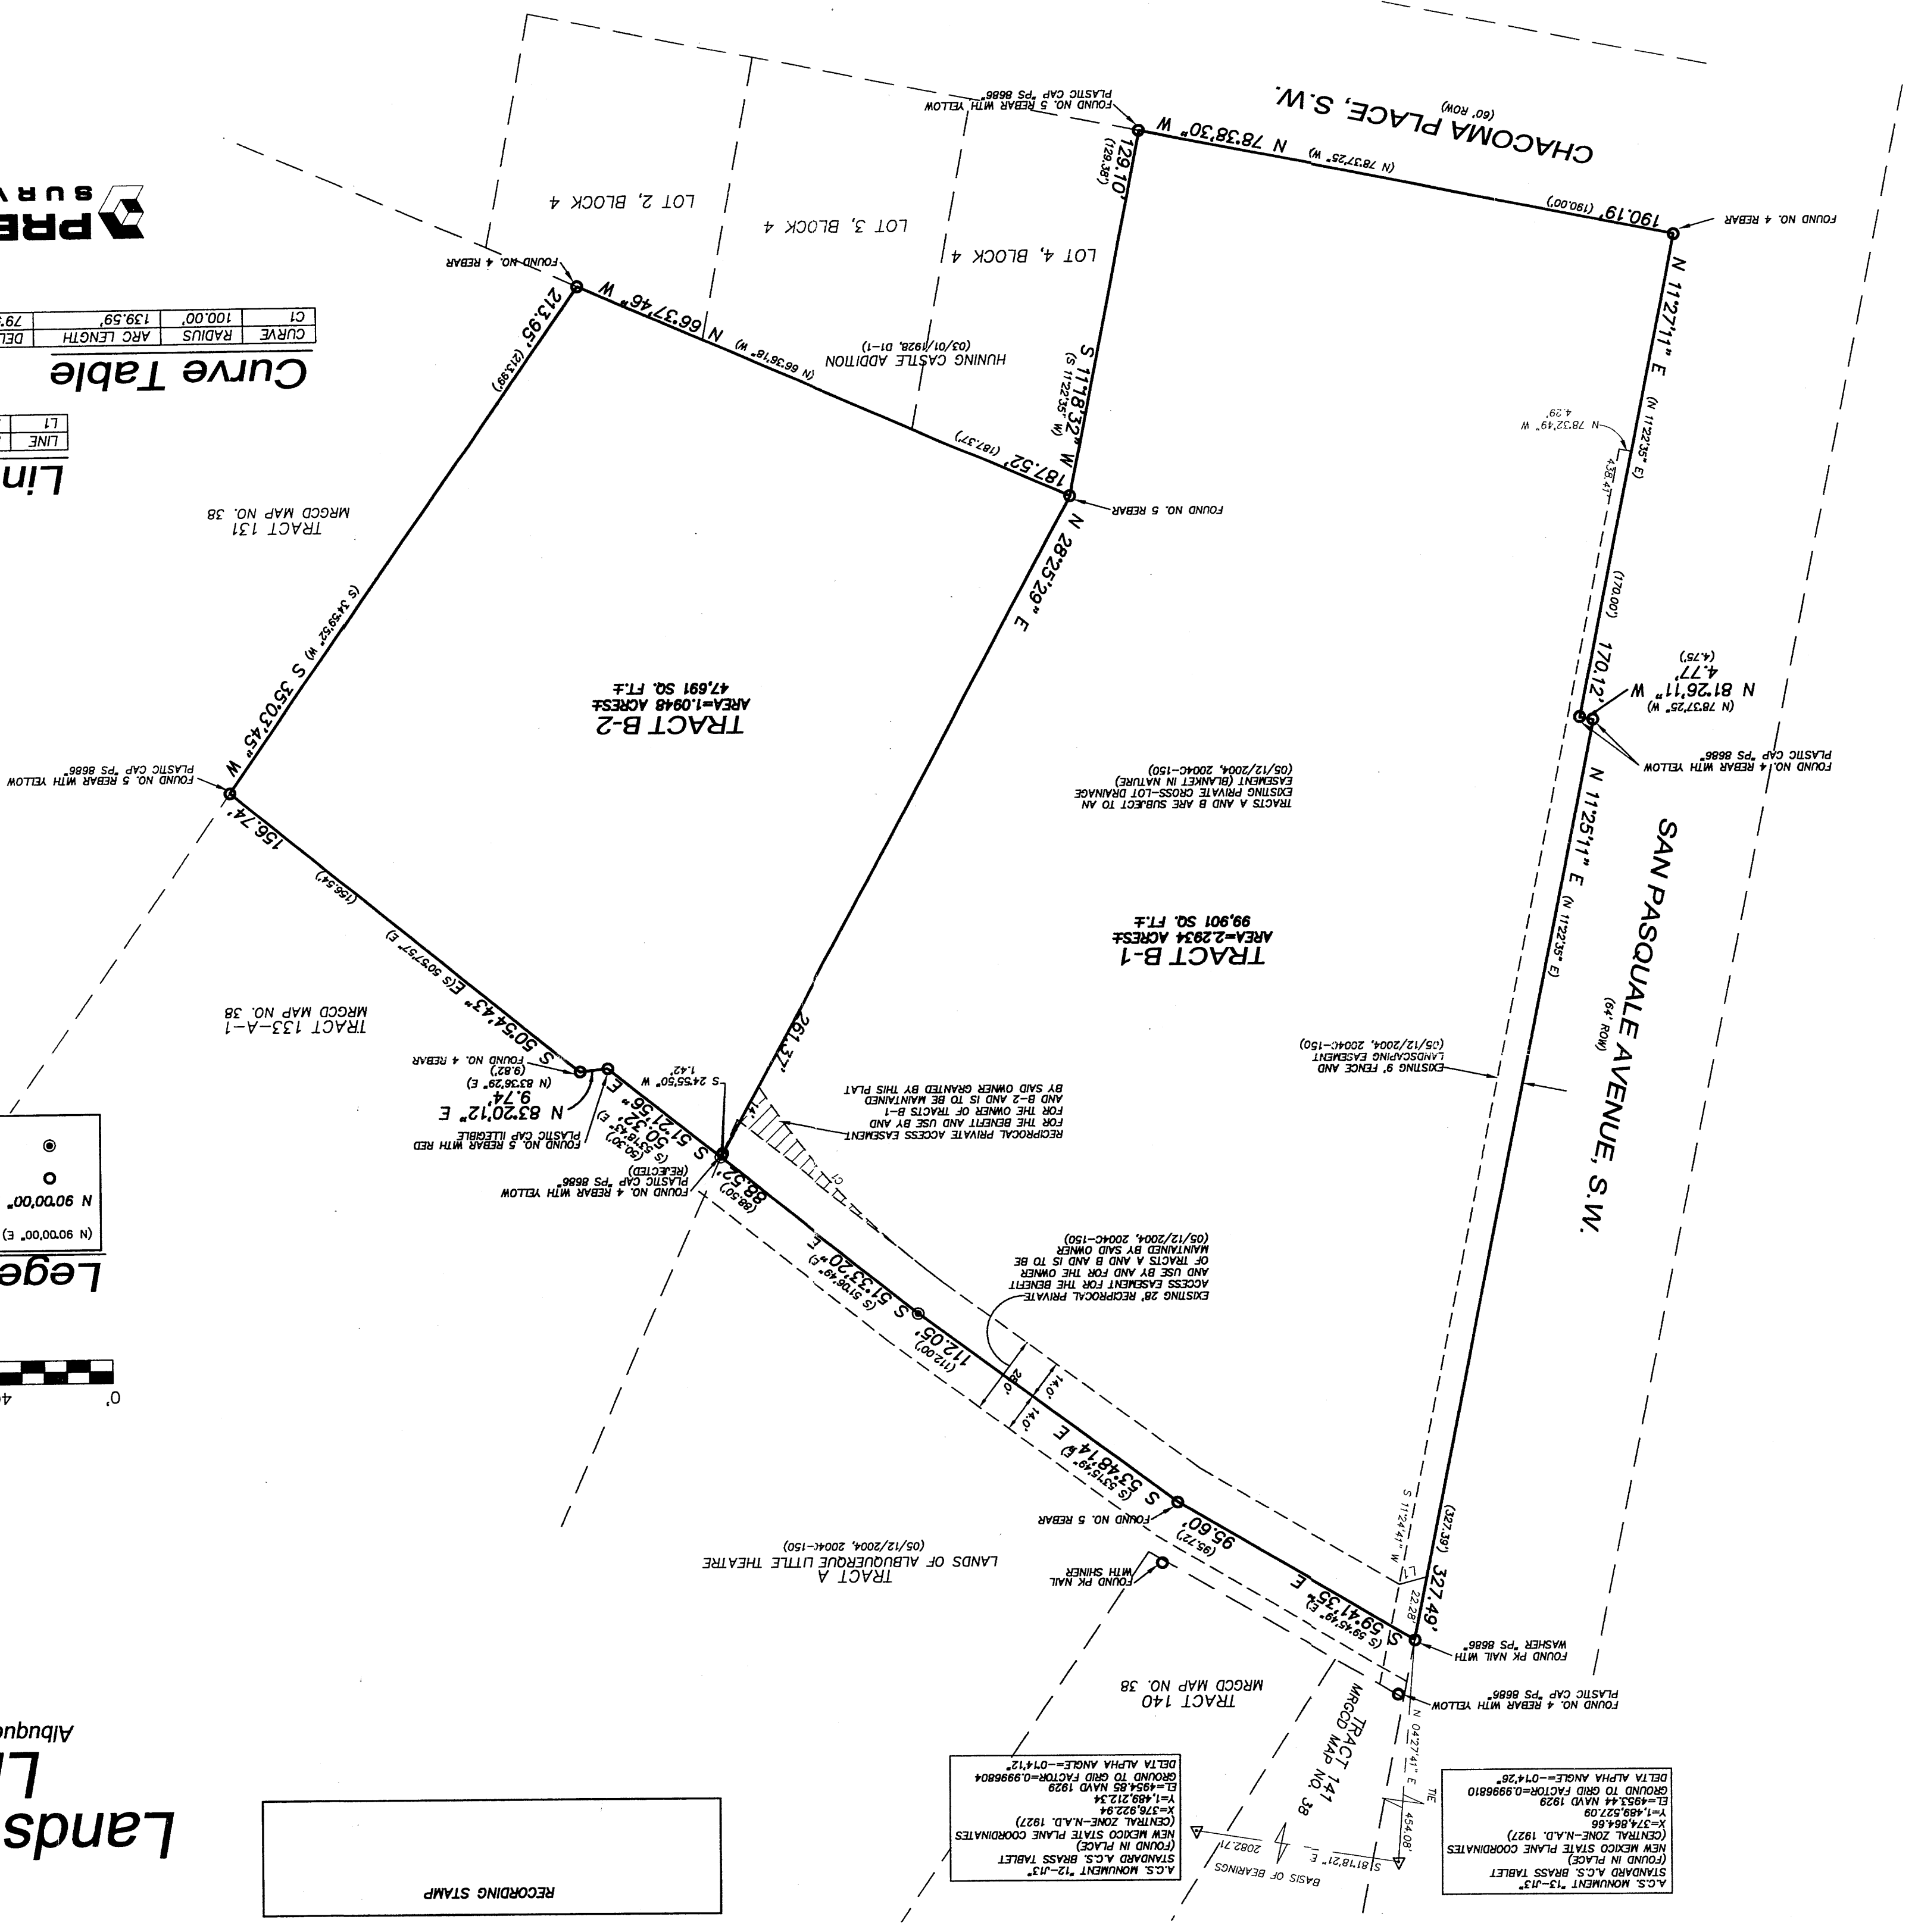 RECORDING STAMP
Lands
Albuque
A.C.S. MONUMENT "13-J13"
STANDARD A.C.S. BRASS TABLET
(FOUND IN PLACE)
NEW MEXICO STATE PLANE COORDINATES
(CENTRAL ZONE-N.A.D. 1927)
X=374,864.66
Y=1,489,527.09
EL=4953.44 NAVD 1929
GROUND TO GRID FACTOR=0.9996810
DELTA ALPHA ANGLE=-0°14'26"
A.C.S. MONUMENT "12-J13"
STANDARD A.C.S. BRASS TABLET
(FOUND IN PLACE)
NEW MEXICO STATE PLANE COORDINATES
(CENTRAL ZONE-N.A.D. 1927)
X=376,922.94
Y=1,489,212.34
EL=4954.85 NAVD 1929
GROUND TO GRID FACTOR=0.9996804
DELTA ALPHA ANGLE=-0°14'12"
BASIS OF BEARINGS
S 81°18'21" E
2082.71'
TIE
454.08'
N 04°27'41" E
TRACT 141
MRGCD MAP NO. 38
TRACT 140
MRGCD MAP NO. 38
FOUND NO. 4 REBAR WITH YELLOW
PLASTIC CAP "PS 8686"
FOUND PK NAIL WITH
WASHER "PS 8686"
FOUND PK NAIL
WITH SHINER
TRACT A
LANDS OF ALBUQUERQUE LITTLE THEATRE
(05/12/2004, 2004C-150)
S 59°41'35" E
(S 59°45'49" E)
95.60'
(95.72')
FOUND NO. 5 REBAR
22.28'
L1
S 11°24'41" W
(327.39') 327.49'
S 53°48'14" E
(S 53°15'49" E)
14.0'
14.0'
28.0'
112.05'
(112.00')
S 51°33'20" E
(S 51°06'49" E)
88.52'
(88.50')
EXISTING 28' RECIPROCAL PRIVATE
ACCESS EASEMENT FOR THE BENEFIT
AND USE BY AND FOR THE OWNER
OF TRACTS A AND B AND IS TO BE
MAINTAINED BY SAID OWNER
(05/12/2004, 2004C-150)
FOUND NO. 4 REBAR WITH YELLOW
PLASTIC CAP "PS 8686"
(REJECTED)
S 51°21'56" E
(S 53°18'43" E)
50.32'
(50.30')
FOUND NO. 5 REBAR WITH RED
PLASTIC CAP ILLEGIBLE
N 83°20'12" E
9.74'
(N 83°36'29" E)
(9.82')
FOUND NO. 4 REBAR
S 24°55'50" W
1.42'
C1
14'
RECIPROCAL PRIVATE ACCESS EASEMENT
FOR THE BENEFIT AND USE BY AND
FOR THE OWNER OF TRACTS B-1
AND B-2 AND IS TO BE MAINTAINED
BY SAID OWNER GRANTED BY THIS PLAT
EXISTING 9' FENCE AND
LANDSCAPING EASEMENT
(05/12/2004, 2004C-150)
SAN PASQUALE AVENUE, S.W.
(64' ROW)
0'
Lege
(N 90°00'00" E)
N 90°00'00"
TRACT 133-A-1
MRGCD MAP NO. 38
S 50°54'43" E
(S 50°57'57" E)
(156.54')
156.74'
261.37'
TRACT B-1
AREA=2.2934 ACRES±
99,901 SQ. FT.±
N 11°25'11" E (N 11°22'35" E)
FOUND NO. 5 REBAR WITH YELLOW
PLASTIC CAP "PS 8686"
TRACTS A AND B ARE SUBJECT TO AN
EXISTING PRIVATE CROSS-LOT DRAINAGE
EASEMENT (BLANKET IN NATURE)
(05/12/2004, 2004C-150)
FOUND NO. 4 REBAR WITH YELLOW
PLASTIC CAP "PS 8686"
(N 78°37'25" W)
N 81°26'11" W
4.77'
(4.75')
170.12'
(170.00')
TRACT B-2
AREA=1.0948 ACRES±
47,691 SQ. FT.±
S 35°03'45" W
(S 34°59'52" W)
TRACT 131
MRGCD MAP NO. 38
N 28°25'29" E
FOUND NO. 5 REBAR
438.41'
N 78°32'49" W
4.29'
Lin
LINE
L1
Curve Table
CURVE RADIUS ARC LENGTH DEL
C1 100.00' 139.59' 79°
187.52'
(187.37')
N 66°37'46" W
(N 66°36'18" W)
213.95'
(213.99')
FOUND NO. 4 REBAR
HUNING CASTLE ADDITION
(03/01/1928, D1-1)
S 11°18'32" W
(S 11°22'35" W)
129.10'
(129.38')
N 11°27'11" E (N 11°22'35" E)
LOT 4, BLOCK 4
LOT 3, BLOCK 4
LOT 2, BLOCK 4
PRE
SURV
FOUND NO. 4 REBAR
190.19' (190.00')
N 78°38'30" W
(N 78°37'25" W)
FOUND NO. 5 REBAR WITH YELLOW
PLASTIC CAP "PS 8686"
CHACOMA PLACE, S.W.
(60' ROW)